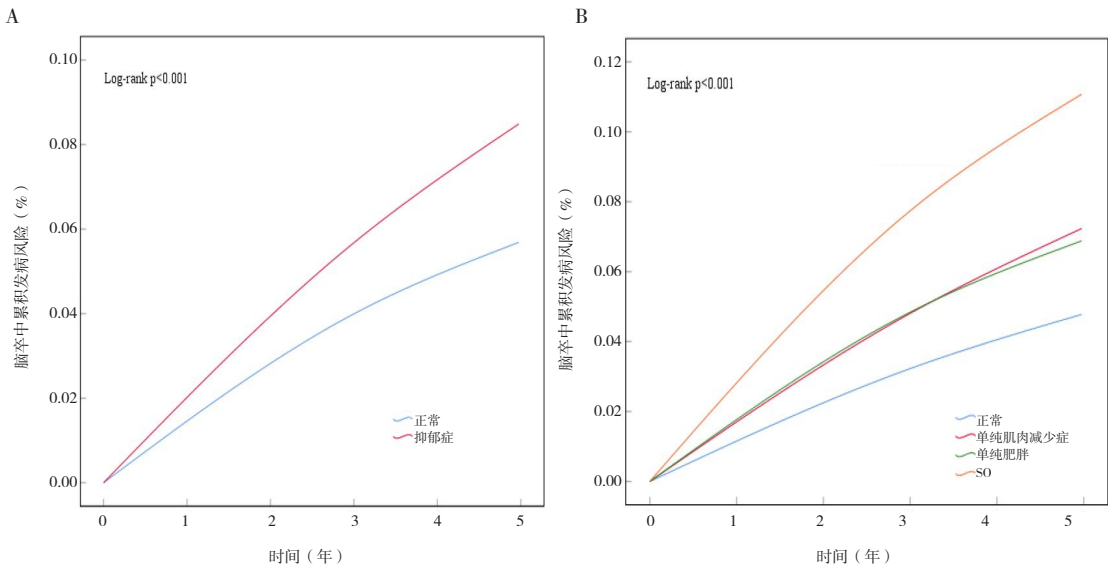 A
脑卒中累积发病风险（%）
0.10
0.08
0.06
0.04
0.02
0.00
Log-rank p<0.001
正常
抑郁症
0 1 2 3 4 5
时间（年）
B
脑卒中累积发病风险（%）
0.12
0.10
0.08
0.06
0.04
0.02
0.00
Log-rank p<0.001
正常
单纯肌肉减少症
单纯肥胖
SO
0 1 2 3 4 5
时间（年）